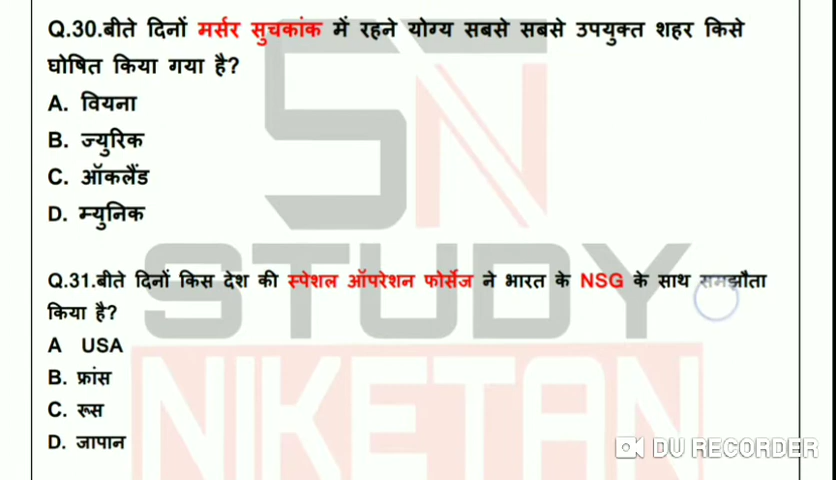 Q.30.बीते दिनों मर्सर सुचकांक में रहने योग्य सबसे सबसे उपयुक्त शहर किसे
घोषित किया गया है?
A. वियना
B. ज्युरिक
C. ऑकलैंड
D. म्युनिक
Q.31.बीते दिनों किस देश की स्पेशल ऑपरेशन फोर्सेज ने भारत के NSG के साथ समझौता
किया है?
A USA
B. फ्रांस
C. रूस
D. जापान
SN
STUDY
NIKETAN
DU RECORDER